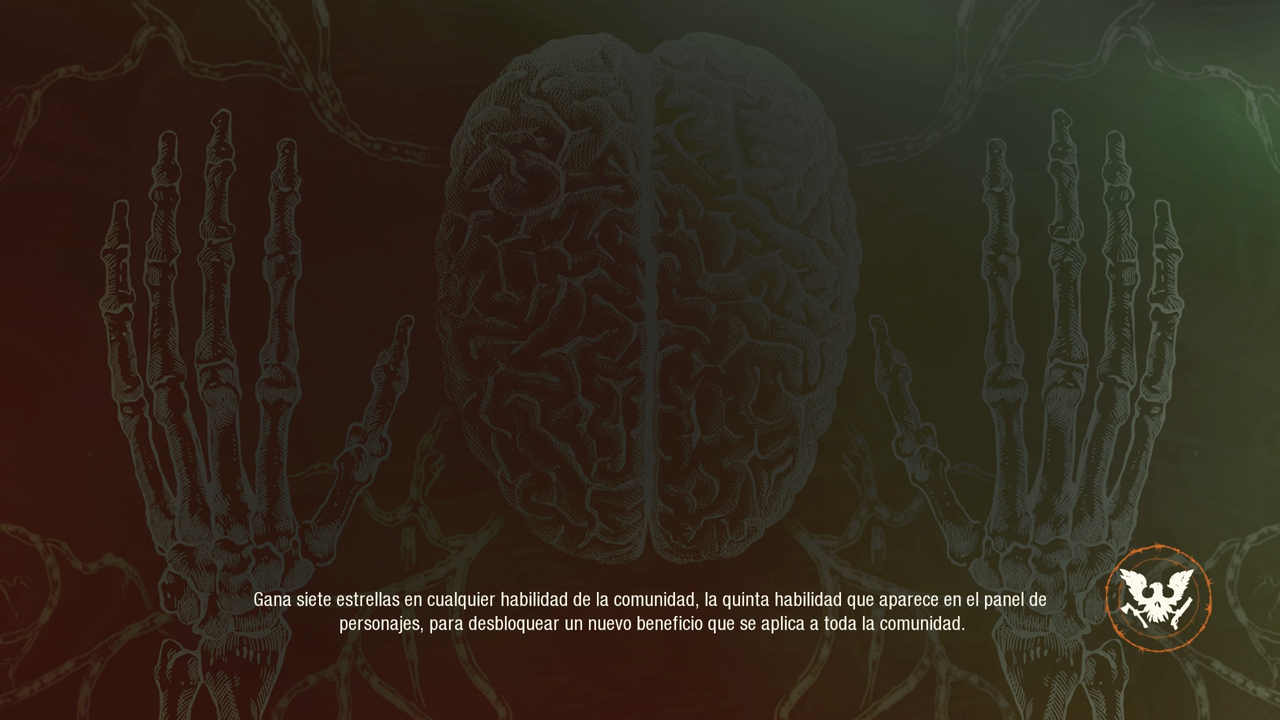 Gana siete estrellas en cualquier habilidad de la comunidad, la quinta habilidad que aparece en el panel de
personajes, para desbloquear un nuevo beneficio que se aplica a toda la comunidad.